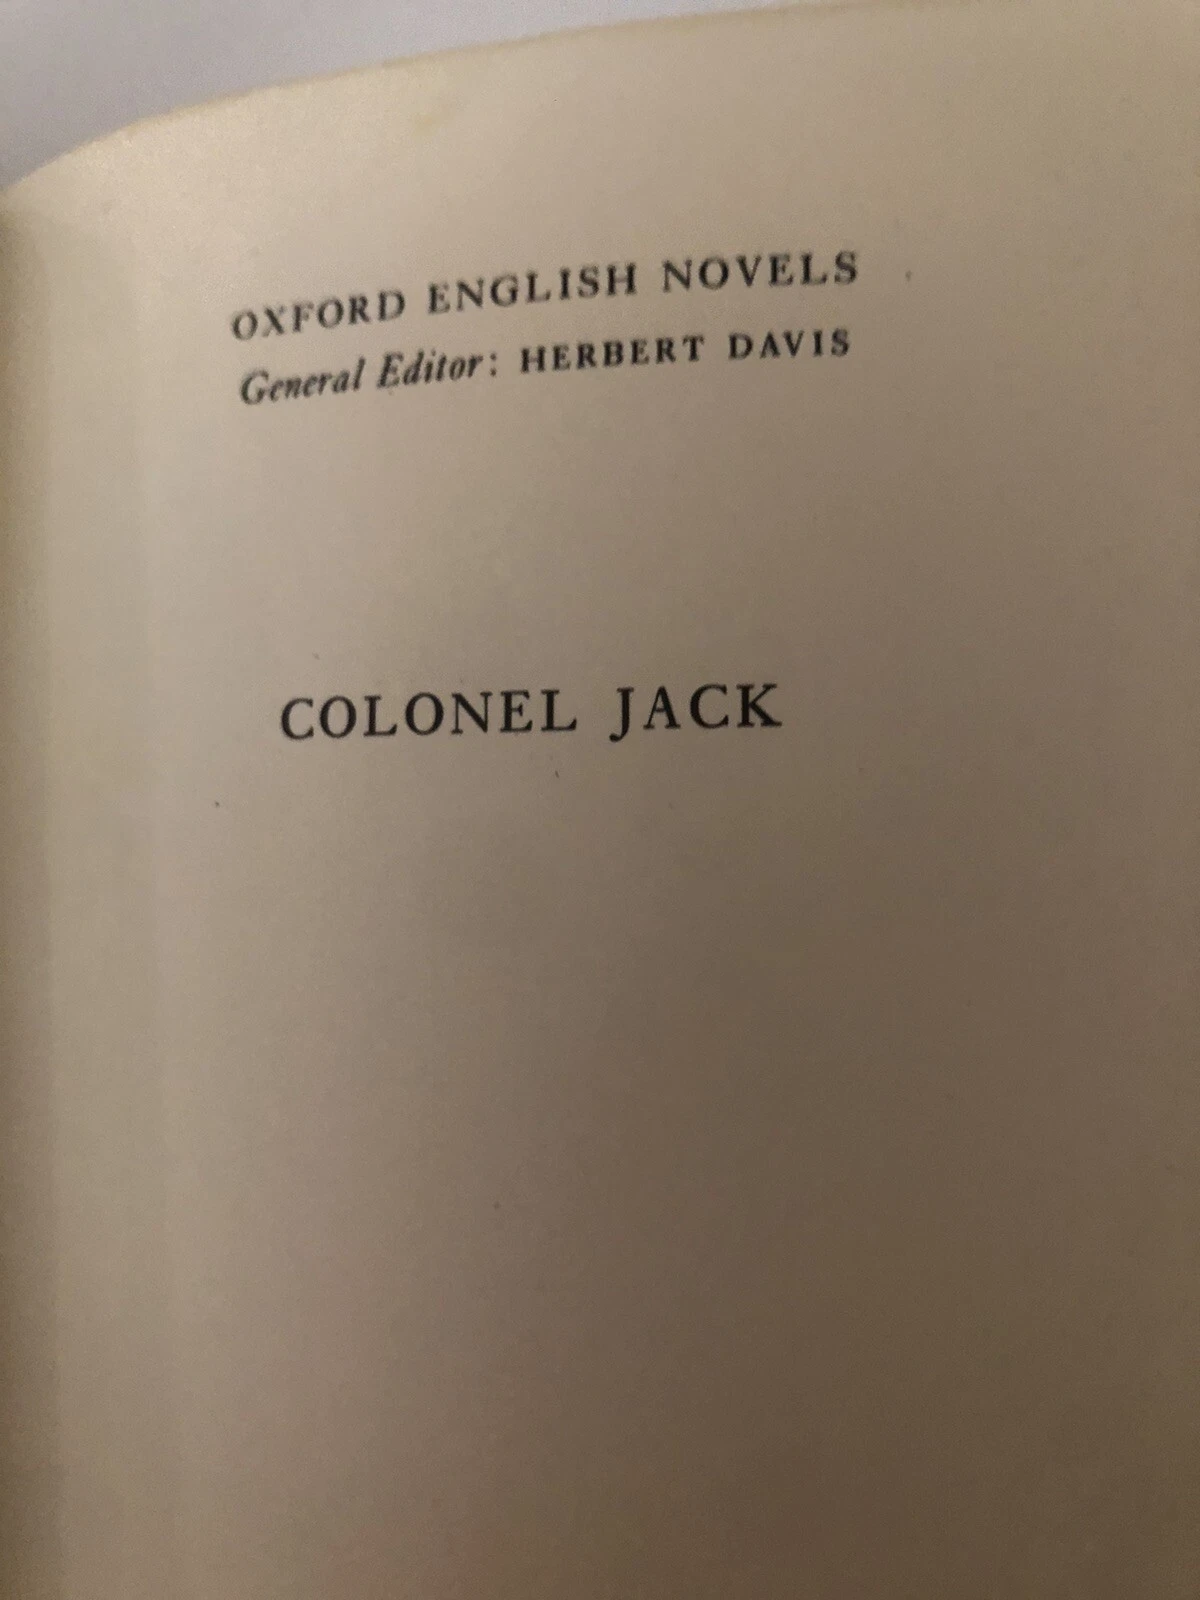 OXFORD ENGLISH NOVELS
General Editor: HERBERT DAVIS
COLONEL JACK